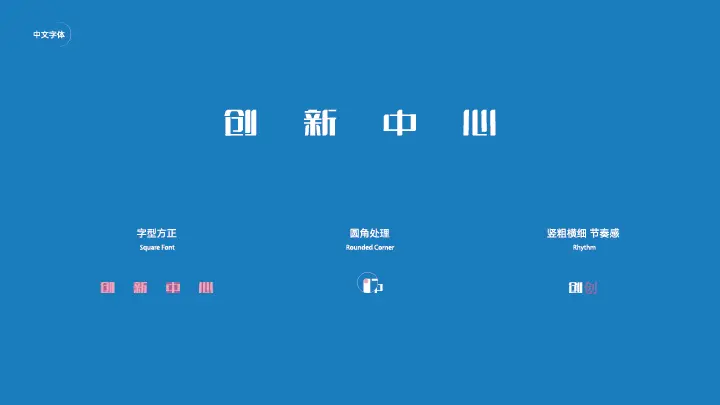 中文字体
创新中心
字型方正
Square Font
圆角处理
Rounded Corner
竖粗横细 节奏感
Rhythm
创新中心
创创